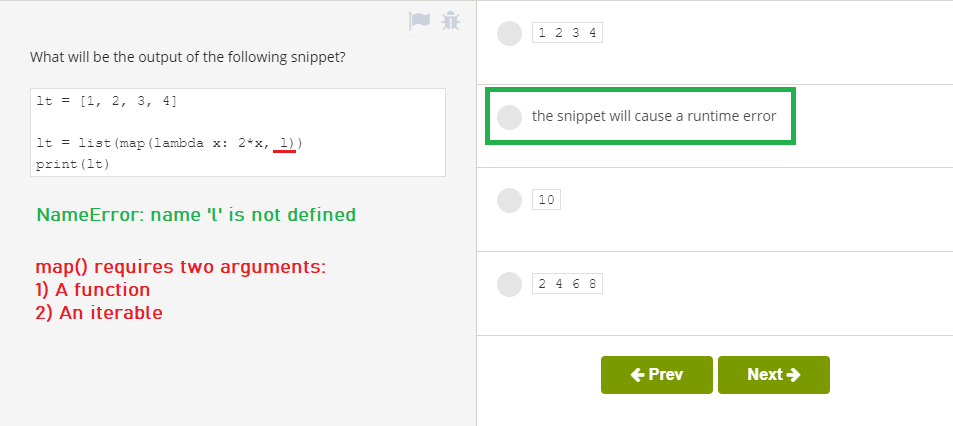 What will be the output of the following snippet?
lt = [1, 2, 3, 4]
lt = list(map(lambda x: 2*x, l))
print(lt)
NameError: name 'l' is not defined
map() requires two arguments:
1) A function
2) An iterable
1 2 3 4
the snippet will cause a runtime error
10
2 4 6 8
Prev
Next